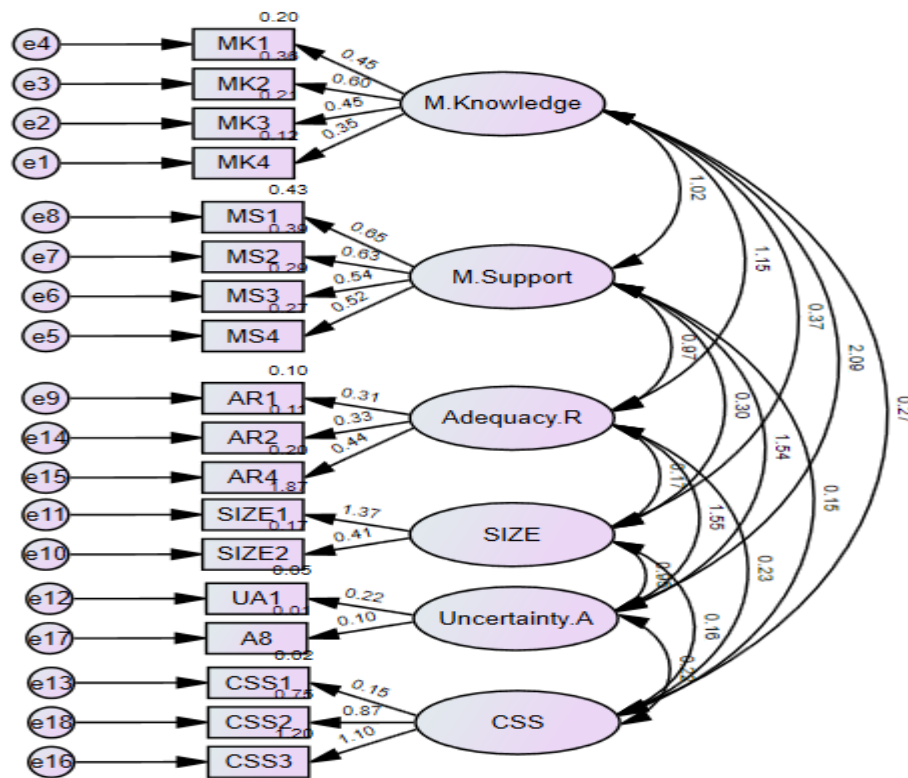 0.20
e4 MK1 0.45
0.36
e3 MK2 0.60 M.Knowledge
0.21
e2 MK3 0.45
0.12
e1 MK4 0.35
1.02
0.43
e8 MS1 0.65
0.39
e7 MS2 0.63 M.Support
0.29
e6 MS3 0.54
0.27
e5 MS4 0.52
1.15
0.37
2.09
0.27
0.97
0.30
1.54
0.15
0.10
e9 AR1 0.31
0.11
e14 AR2 0.33 Adequacy.R
0.20
e15 AR4 0.44
1.87
e11 SIZE1 1.37 SIZE
0.17
e10 SIZE2 0.41
1.55
0.23
0.16
0.05
e12 UA1 0.22 Uncertainty.A
0.01
e17 A8 0.10
0.02
e13 CSS1 0.15
0.75
e18 CSS2 0.87 CSS
1.20
e16 CSS3 1.10